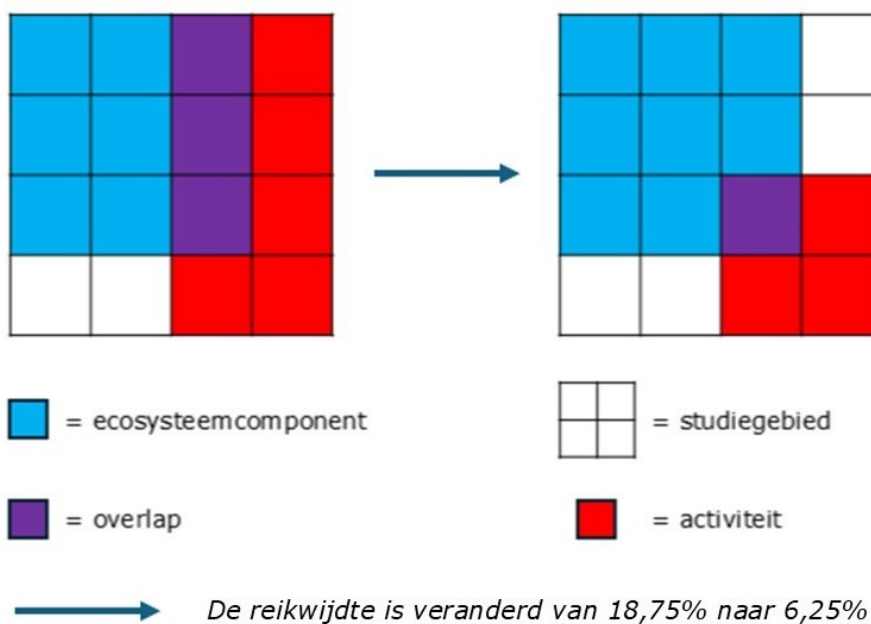 = ecosysteemcomponent
= studiegebied
= overlap
= activiteit
De reikwijdte is veranderd van 18,75% naar 6,25%